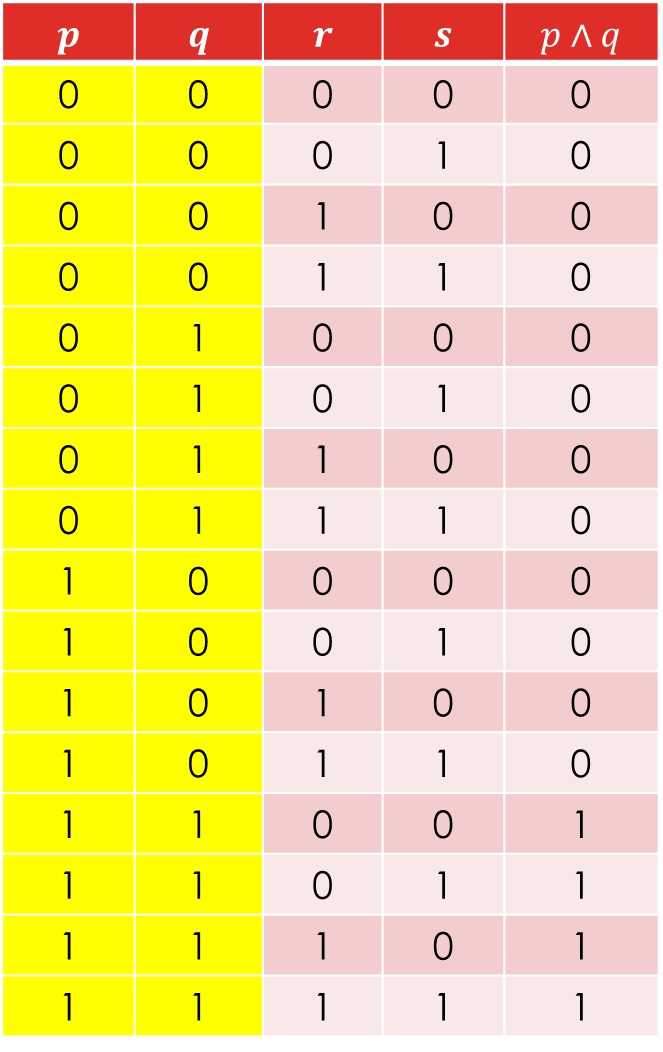 p q r s p ∧ q
0 0 0 0 0
0 0 0 1 0
0 0 1 0 0
0 0 1 1 0
0 1 0 0 0
0 1 0 1 0
0 1 1 0 0
0 1 1 1 0
1 0 0 0 0
1 0 0 1 0
1 0 1 0 0
1 0 1 1 0
1 1 0 0 1
1 1 0 1 1
1 1 1 0 1
1 1 1 1 1